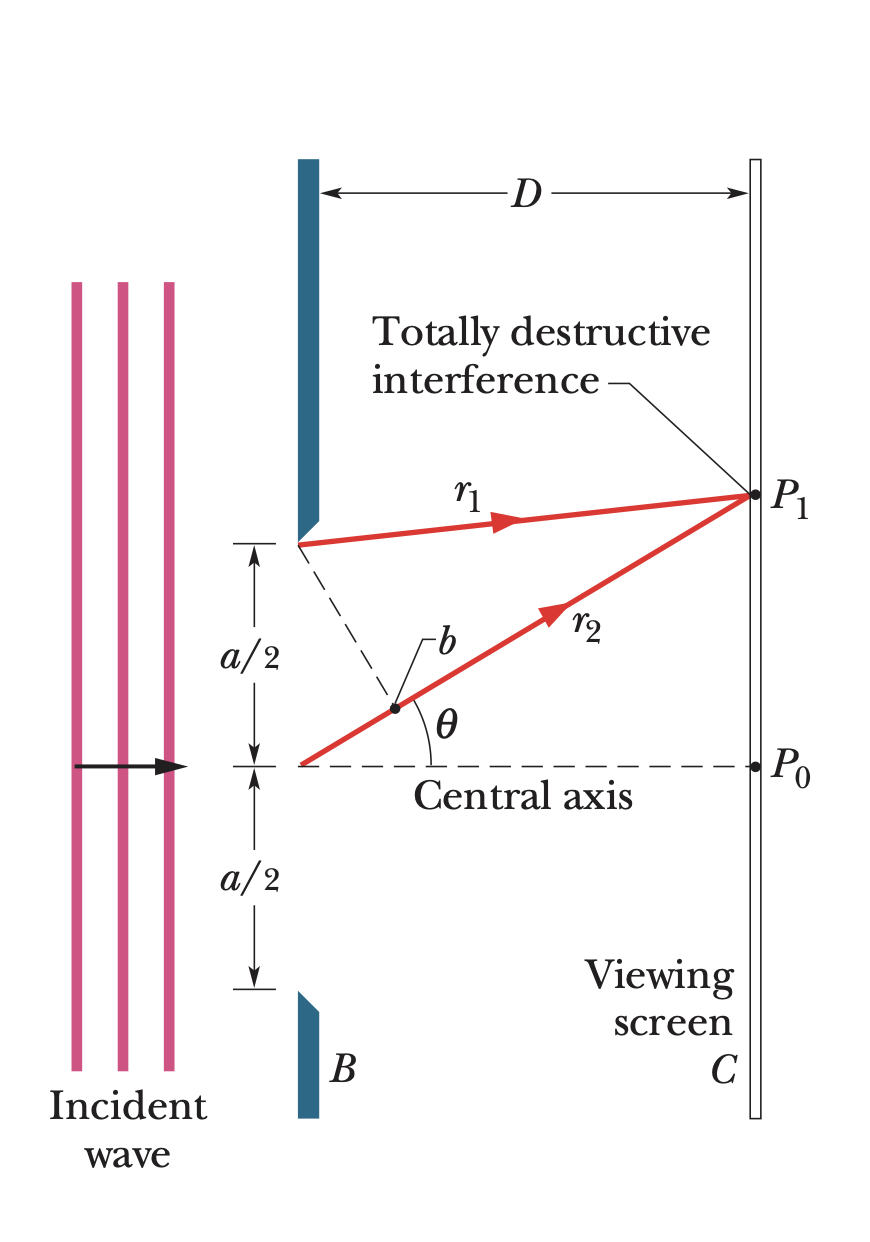 D
Totally destructive
interference
r1
P1
r2
a/2
b
θ
P0
Central axis
a/2
Viewing
screen
B
C
Incident
wave